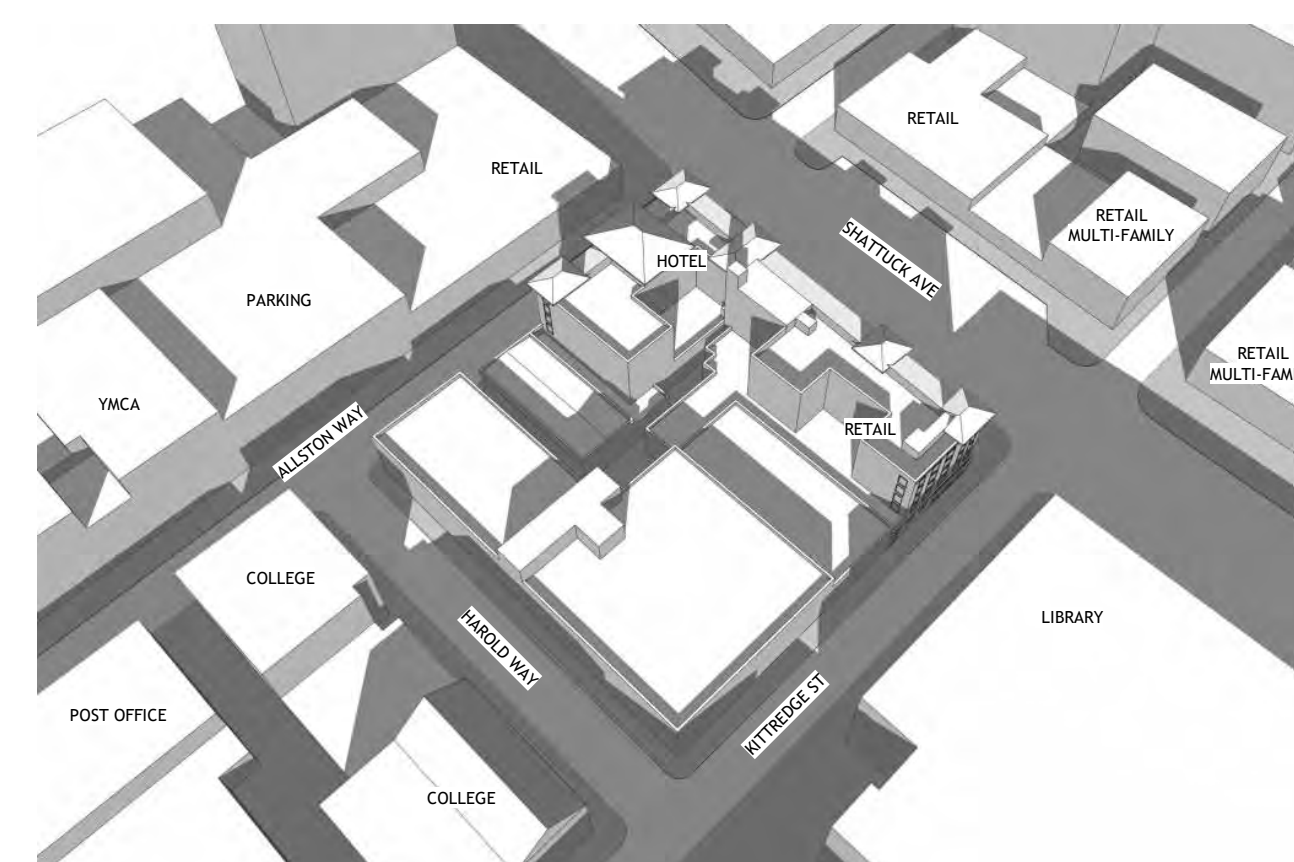 RETAIL
RETAIL
RETAIL
MULTI-FAMILY
SHATTUCK AVE
HOTEL
PARKING
RETAIL
MULTI-FAM
YMCA
ALLSTON WAY
RETAIL
COLLEGE
HAROLD WAY
LIBRARY
KITTREDGE ST
POST OFFICE
COLLEGE